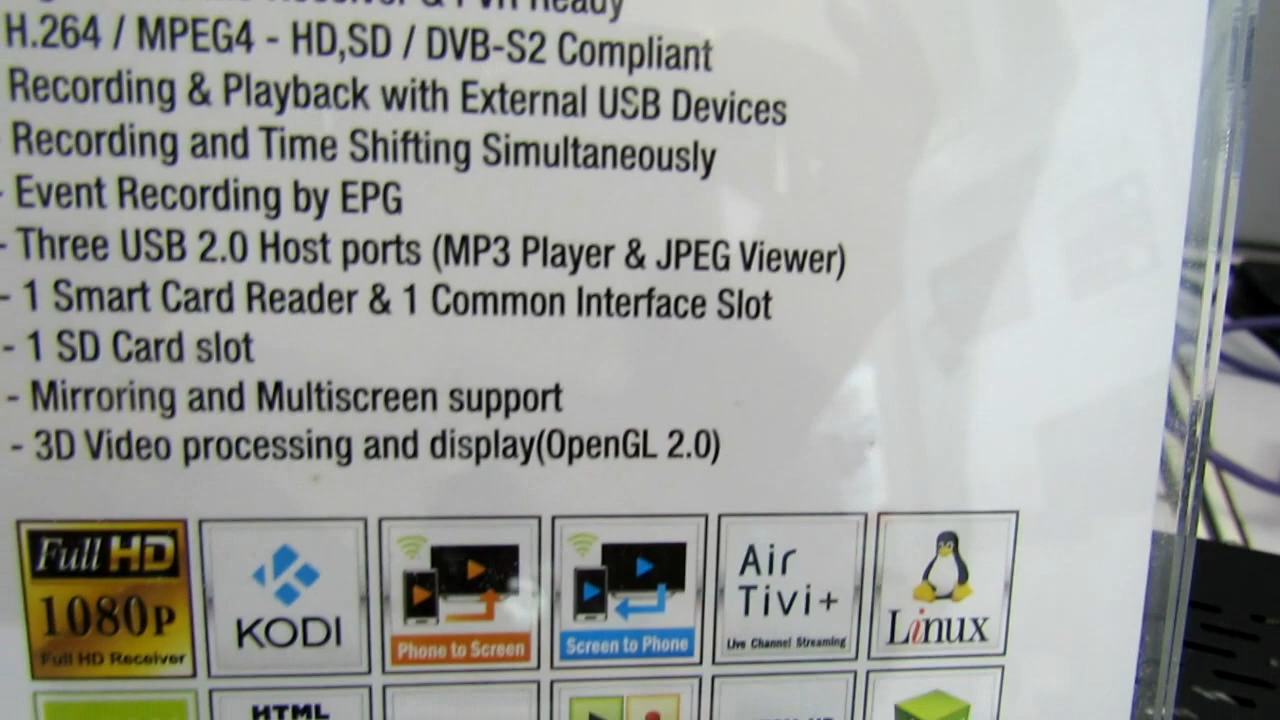 & PVR Ready
H.264 / MPEG4 - HD,SD / DVB-S2 Compliant
Recording & Playback with External USB Devices
Recording and Time Shifting Simultaneously
- Event Recording by EPG
- Three USB 2.0 Host ports (MP3 Player & JPEG Viewer)
- 1 Smart Card Reader & 1 Common Interface Slot
- 1 SD Card slot
- Mirroring and Multiscreen support
- 3D Video processing and display(OpenGL 2.0)
Full HD
1080P
Full HD Receiver
KODI
Phone to Screen
Screen to Phone
Air
Tivi+
Live Channel Streaming
Linux
HTML